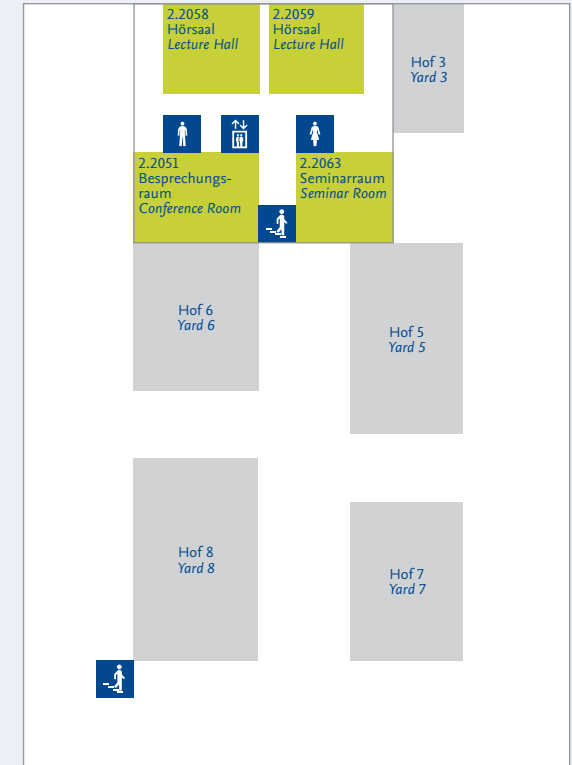 2.2058
Hörsaal
Lecture Hall
2.2059
Hörsaal
Lecture Hall
Hof 3
Yard 3
2.2051
Besprechungs-
raum
Conference Room
2.2063
Seminarraum
Seminar Room
Hof 6
Yard 6
Hof 5
Yard 5
Hof 8
Yard 8
Hof 7
Yard 7